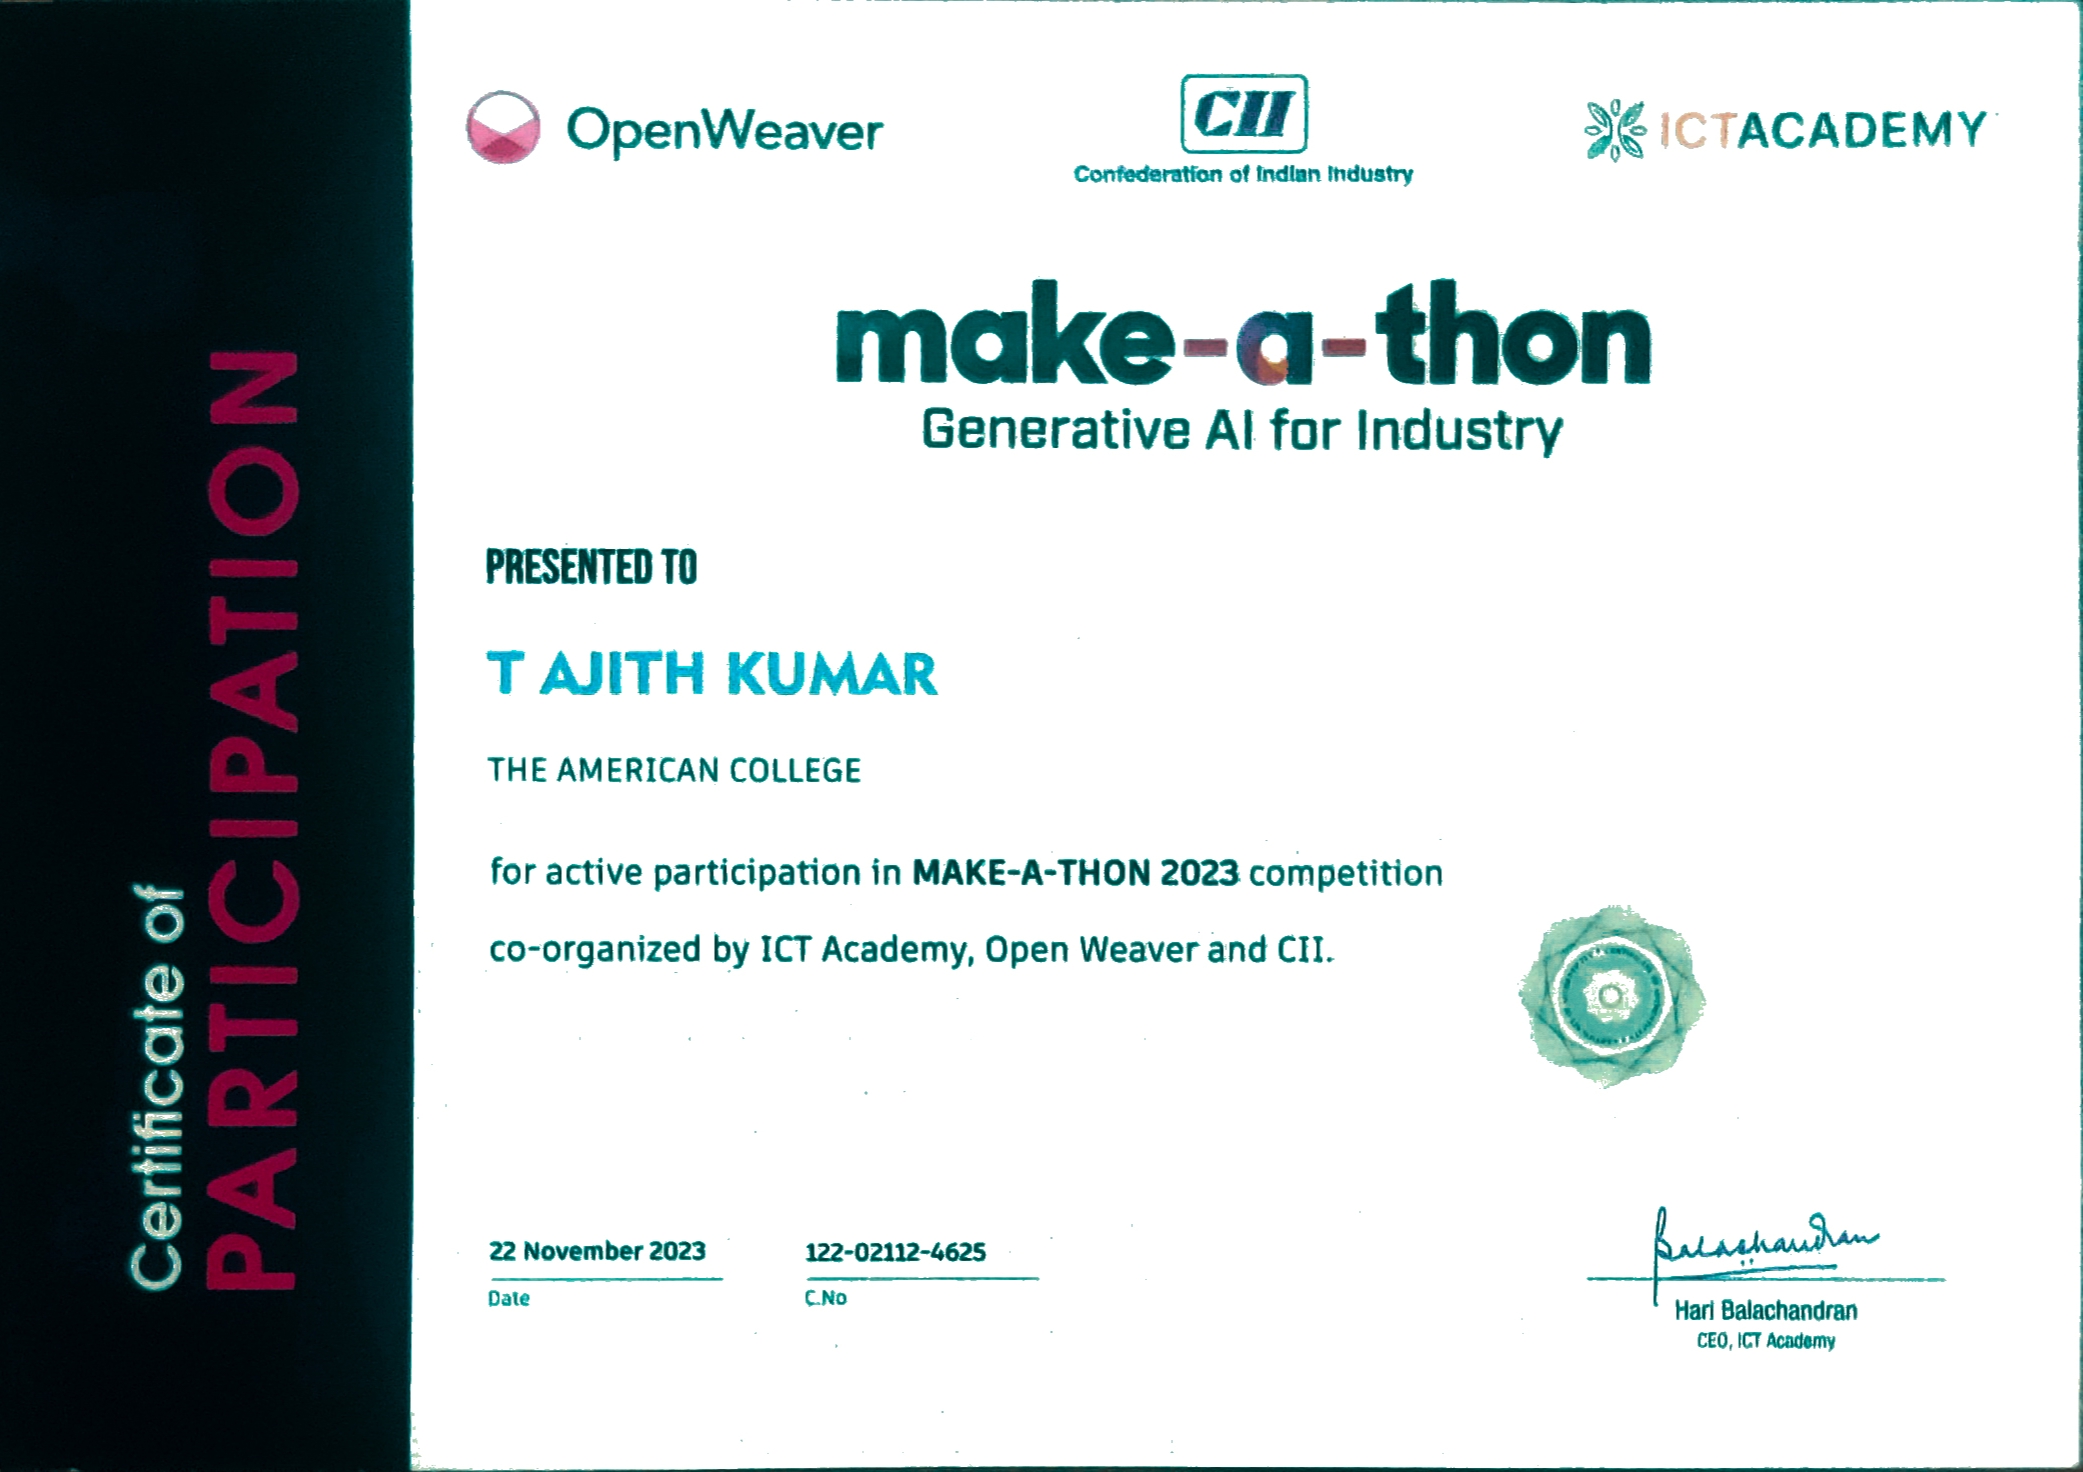 OpenWeaver
CII
Confederation of Indian Industry
ICTACADEMY
make-a-thon
Generative AI for Industry
Certificate of
PARTICIPATION
PRESENTED TO
T AJITH KUMAR
THE AMERICAN COLLEGE
for active participation in MAKE-A-THON 2023 competition
co-organized by ICT Academy, Open Weaver and CII.
22 November 2023
Date
122-02112-4625
C.No
Balachandran
Hari Balachandran
CEO, ICT Academy